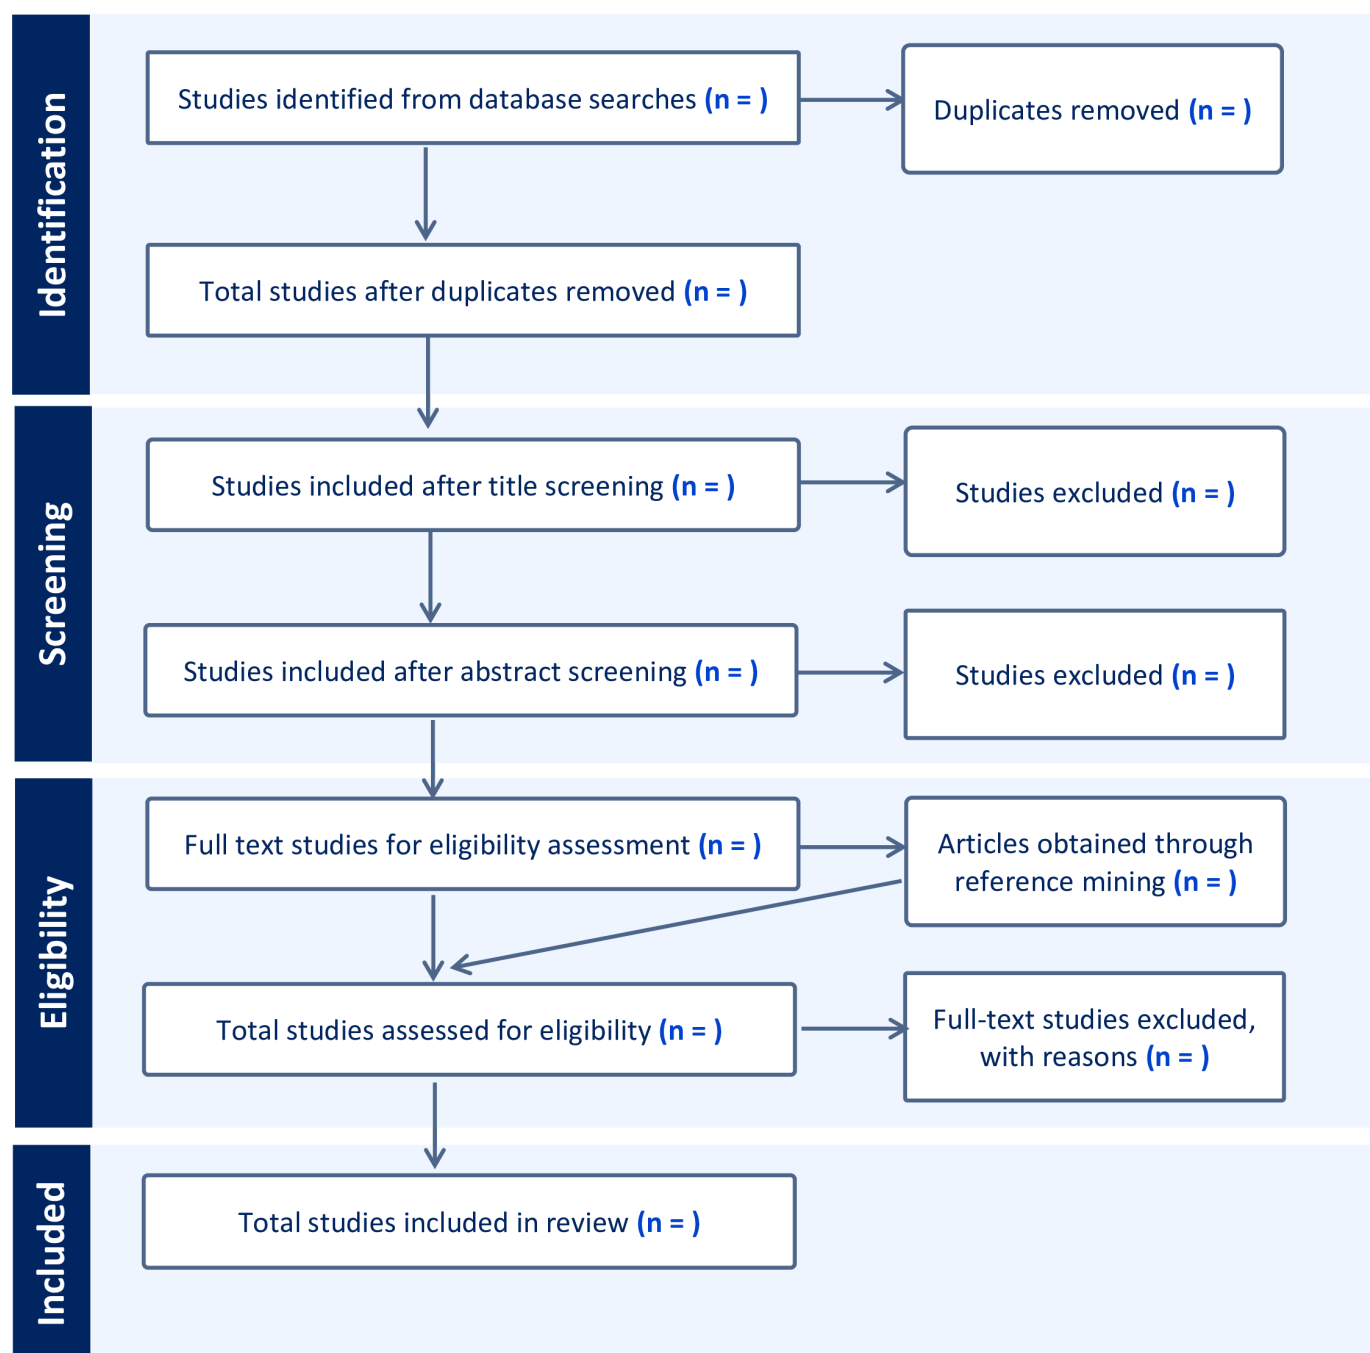 Identification
Studies identified from database searches (n = )
Duplicates removed (n = )
Total studies after duplicates removed (n = )
Screening
Studies included after title screening (n = )
Studies excluded (n = )
Studies included after abstract screening (n = )
Studies excluded (n = )
Eligibility
Full text studies for eligibility assessment (n = )
Articles obtained through
reference mining (n = )
Total studies assessed for eligibility (n = )
Full-text studies excluded,
with reasons (n = )
Included
Total studies included in review (n = )